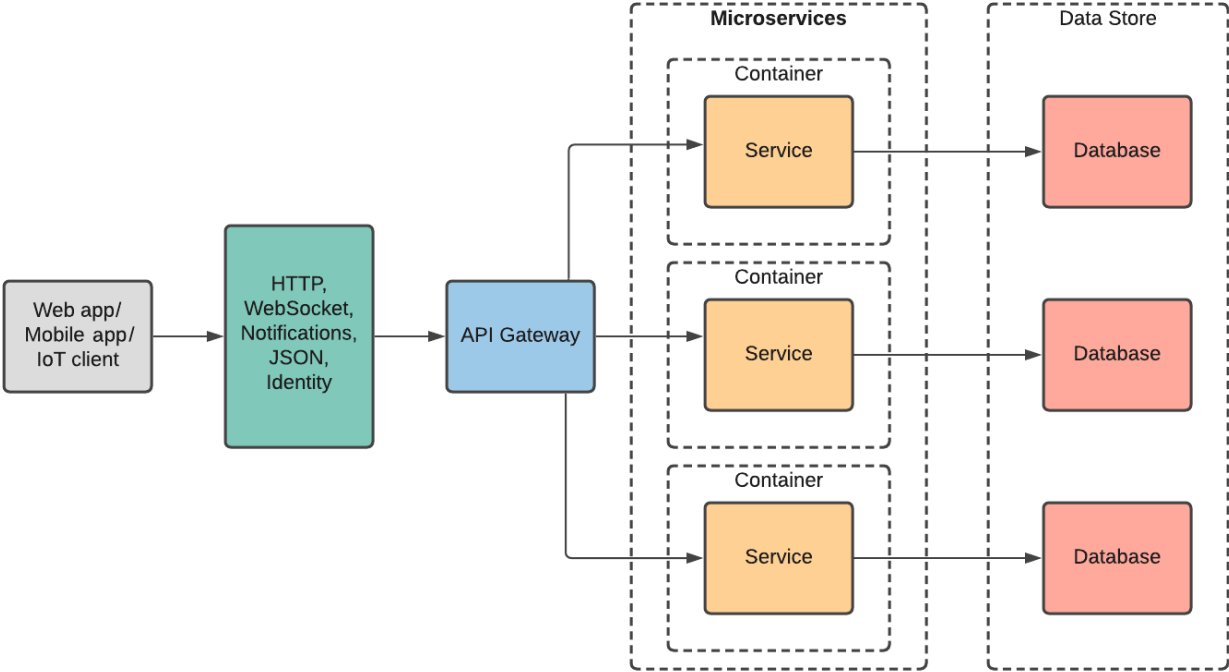 Microservices
Data Store
Container
Service
Database
Container
Service
Database
Container
Service
Database
Web app/
Mobile app/
IoT client
HTTP,
WebSocket,
Notifications,
JSON,
Identity
API Gateway